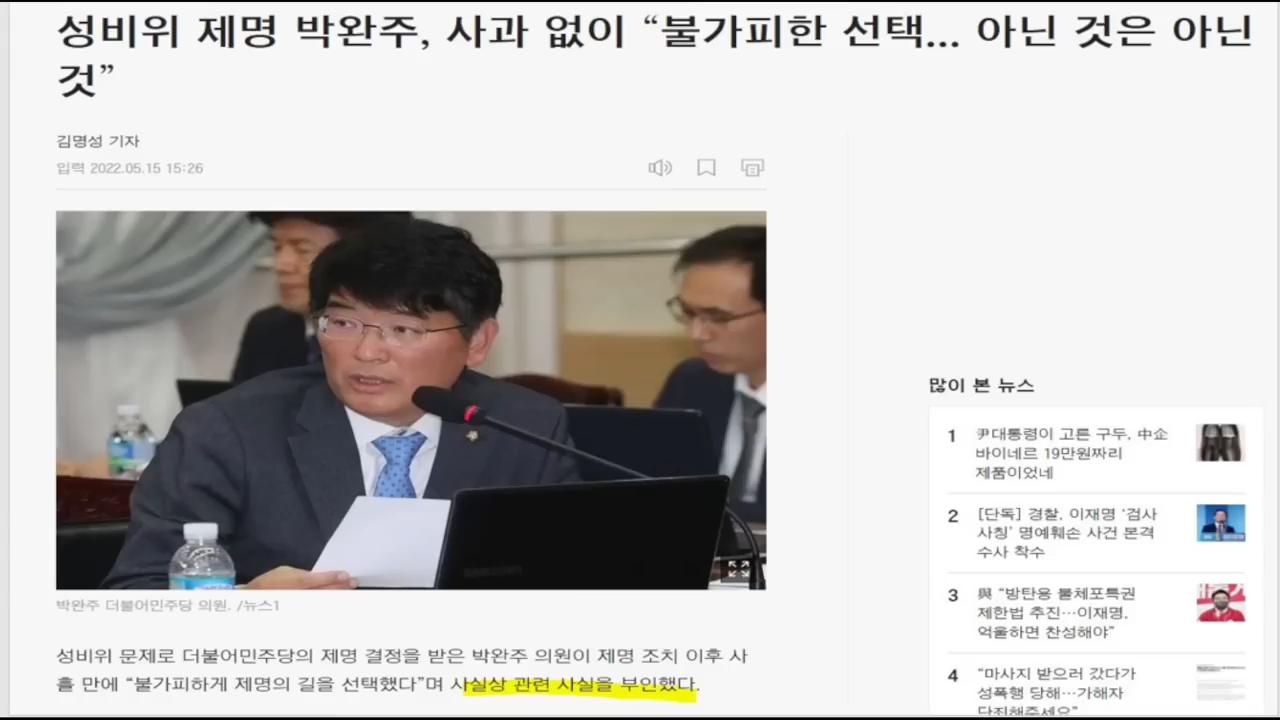 성비위 제명 박완주, 사과 없이 “불가피한 선택... 아닌 것은 아닌
것”
김명성 기자
입력 2022.05.15 15:26
SAMSUNG
박완주 더불어민주당 의원. /뉴스1
성비위 문제로 더불어민주당의 제명 결정을 받은 박완주 의원이 제명 조치 이후 사
흘 만에 “불가피하게 제명의 길을 선택했다”며 사실상 관련 사실을 부인했다.
많이 본 뉴스
1 尹대통령이 고른 구두, 中企
바이네르 19만원짜리
제품이었네
2 [단독] 경찰, 이재명 ‘검사
사칭’ 명예훼손 사건 본격
수사 착수
3 與 “방탄용 불체포특권
제한법 추진…이재명,
억울하면 찬성해야”
4 “마사지 받으러 갔다가
성폭행 당해…가해자
단죄해주세요”